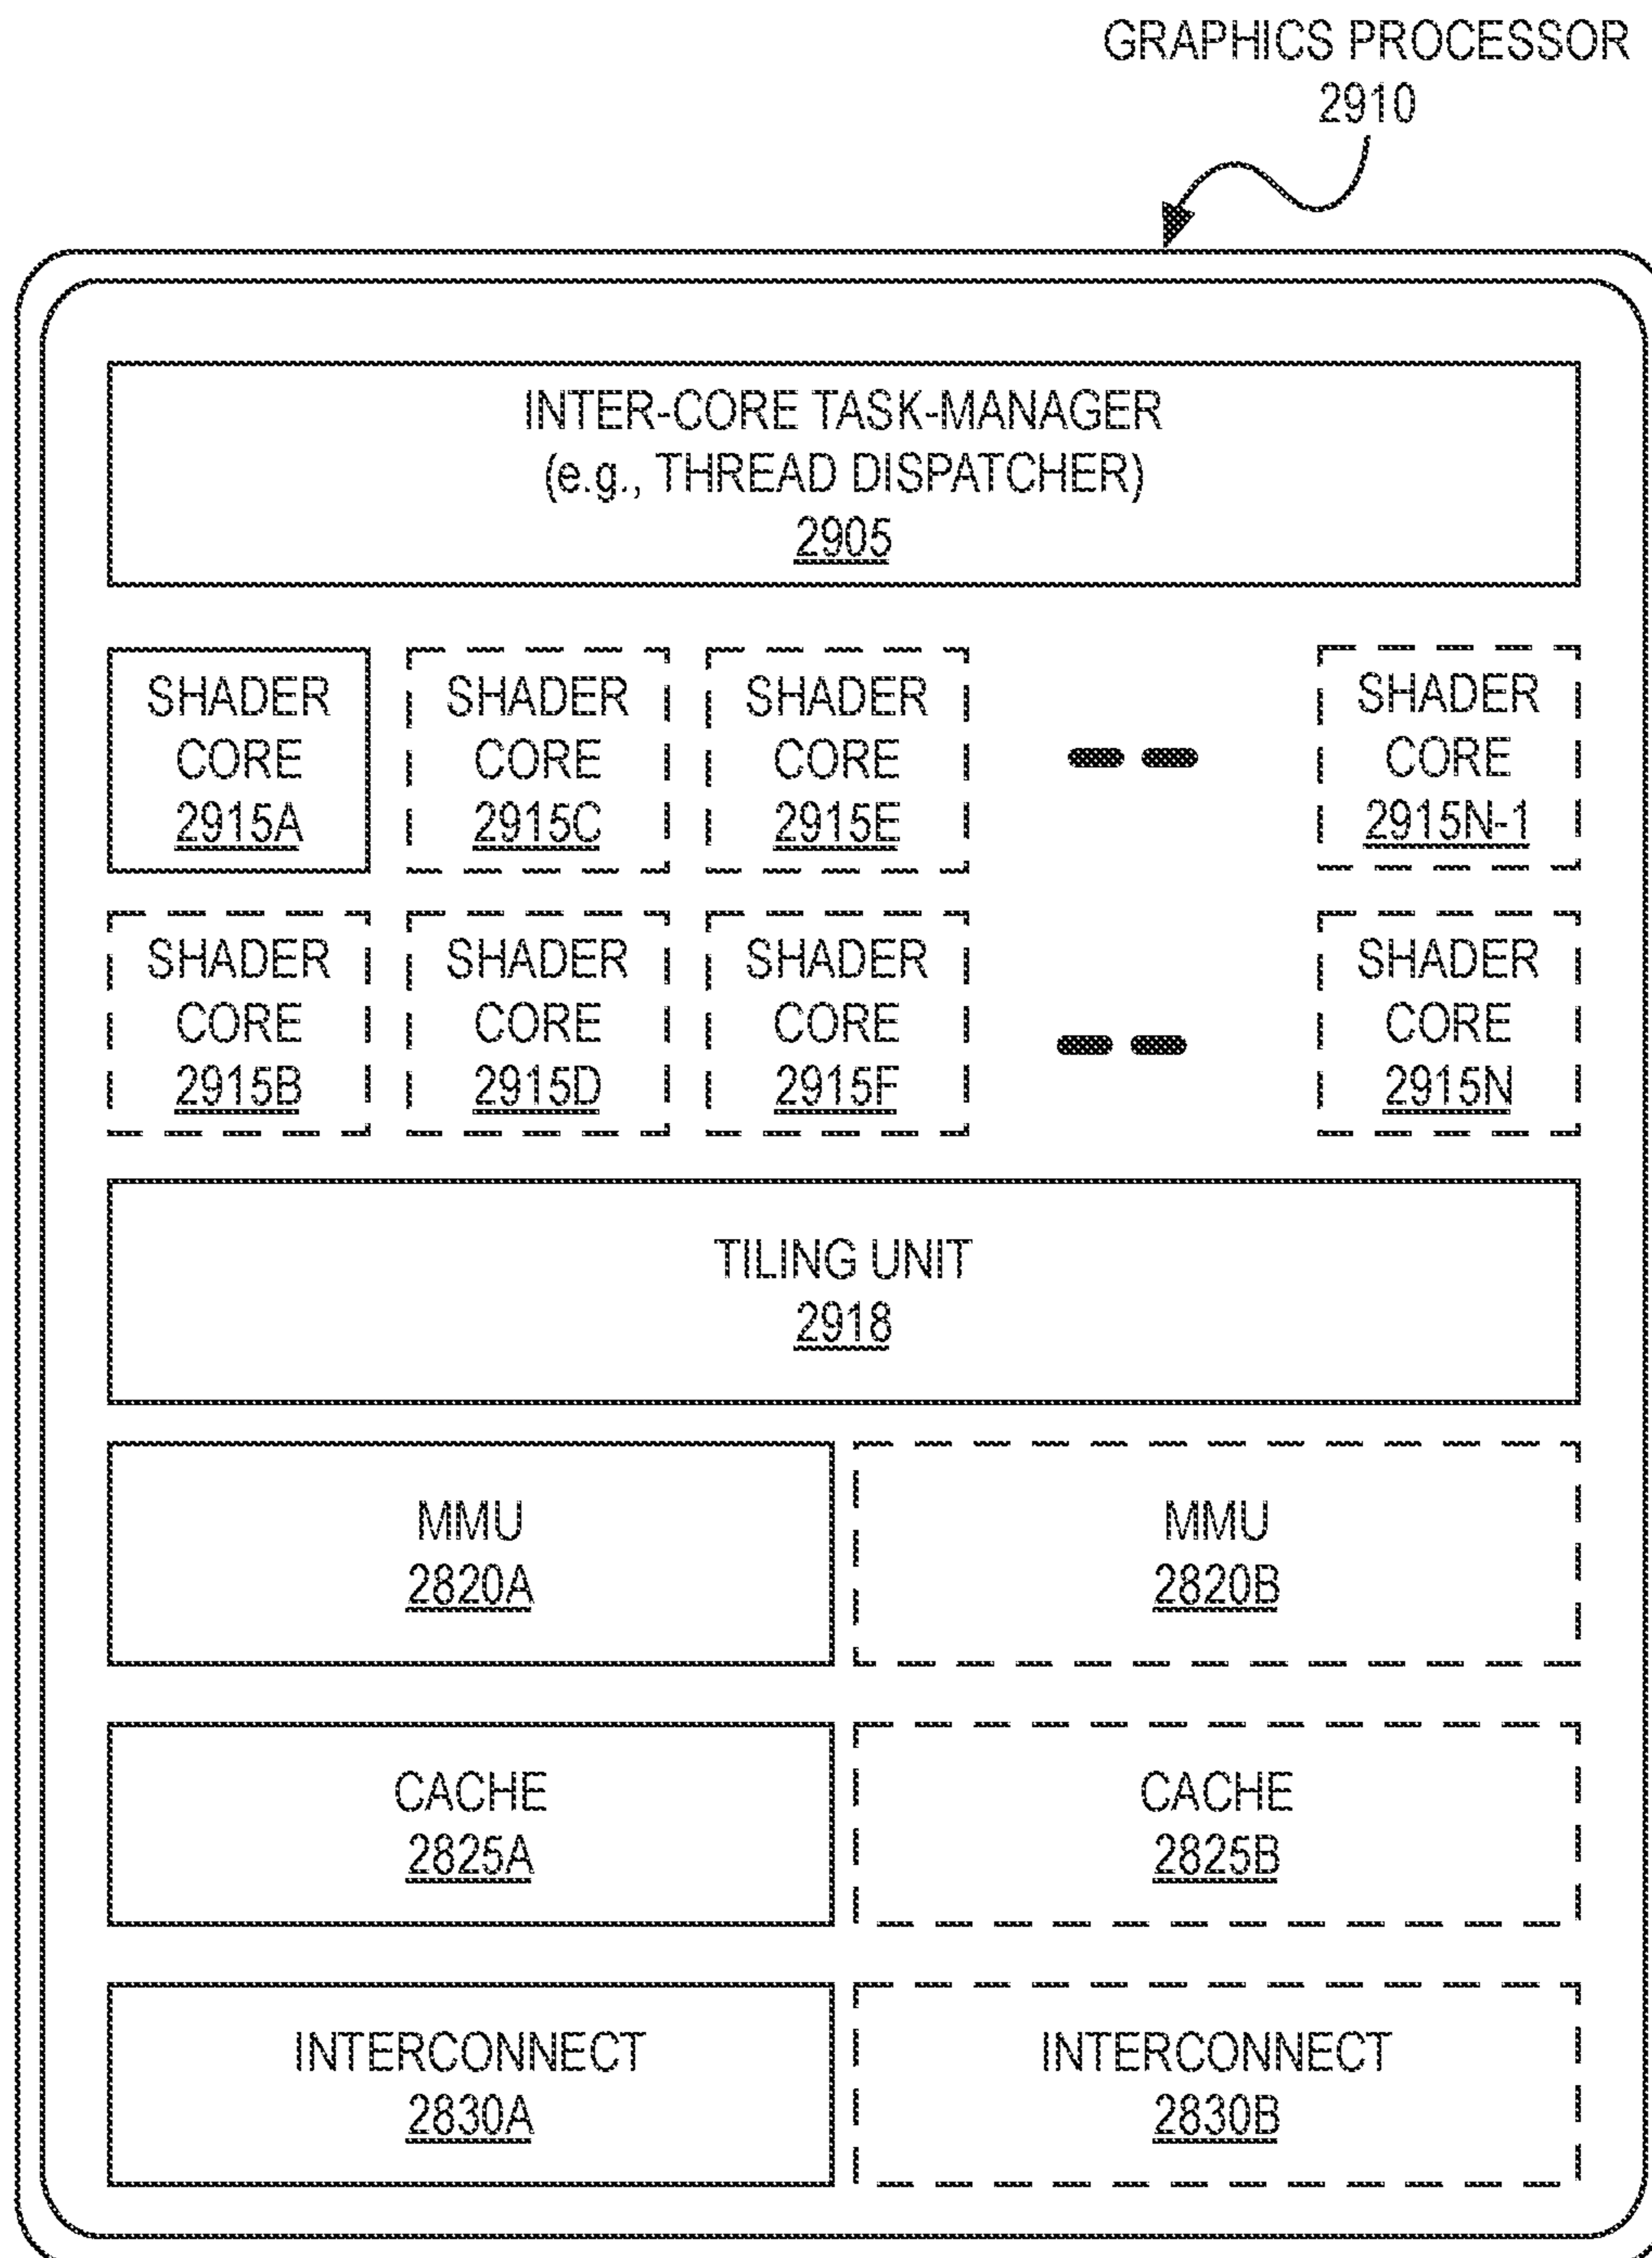 GRAPHICS PROCESSOR
2910
INTER-CORE TASK-MANAGER
(e.g., THREAD DISPATCHER)
2905
SHADER
CORE
2915A
SHADER
CORE
2915C
SHADER
CORE
2915E
SHADER
CORE
2915N-1
SHADER
CORE
2915B
SHADER
CORE
2915D
SHADER
CORE
2915F
SHADER
CORE
2915N
TILING UNIT
2918
MMU
2820A
MMU
2820B
CACHE
2825A
CACHE
2825B
INTERCONNECT
2830A
INTERCONNECT
2830B